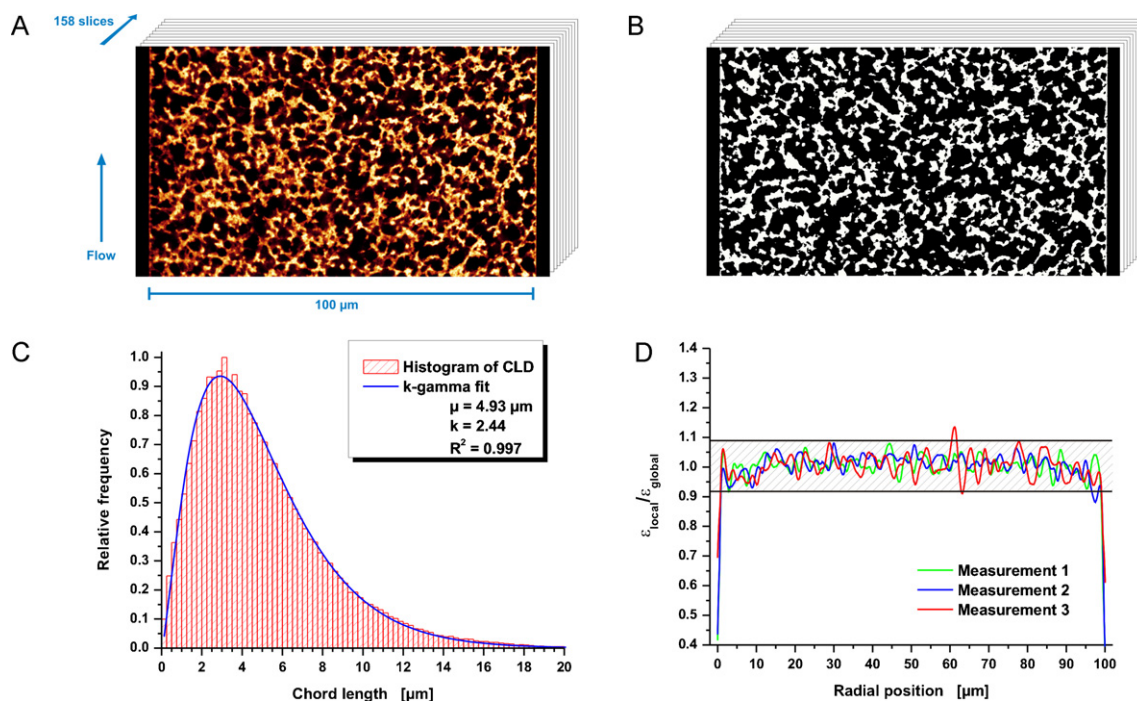 A
158 slices
Flow
100 µm
B
C
1.0
0.9
0.8
0.7
0.6
0.5
0.4
0.3
0.2
0.1
0.0
Relative frequency
0 2 4 6 8 10 12 14 16 18 20
Chord length [µm]
Histogram of CLD
k-gamma fit
µ = 4.93 µm
k = 2.44
R² = 0.997
D
1.4
1.3
1.2
1.1
1.0
0.9
0.8
0.7
0.6
0.5
0.4
εlocal/εglobal
0 10 20 30 40 50 60 70 80 90 100
Radial position [µm]
Measurement 1
Measurement 2
Measurement 3